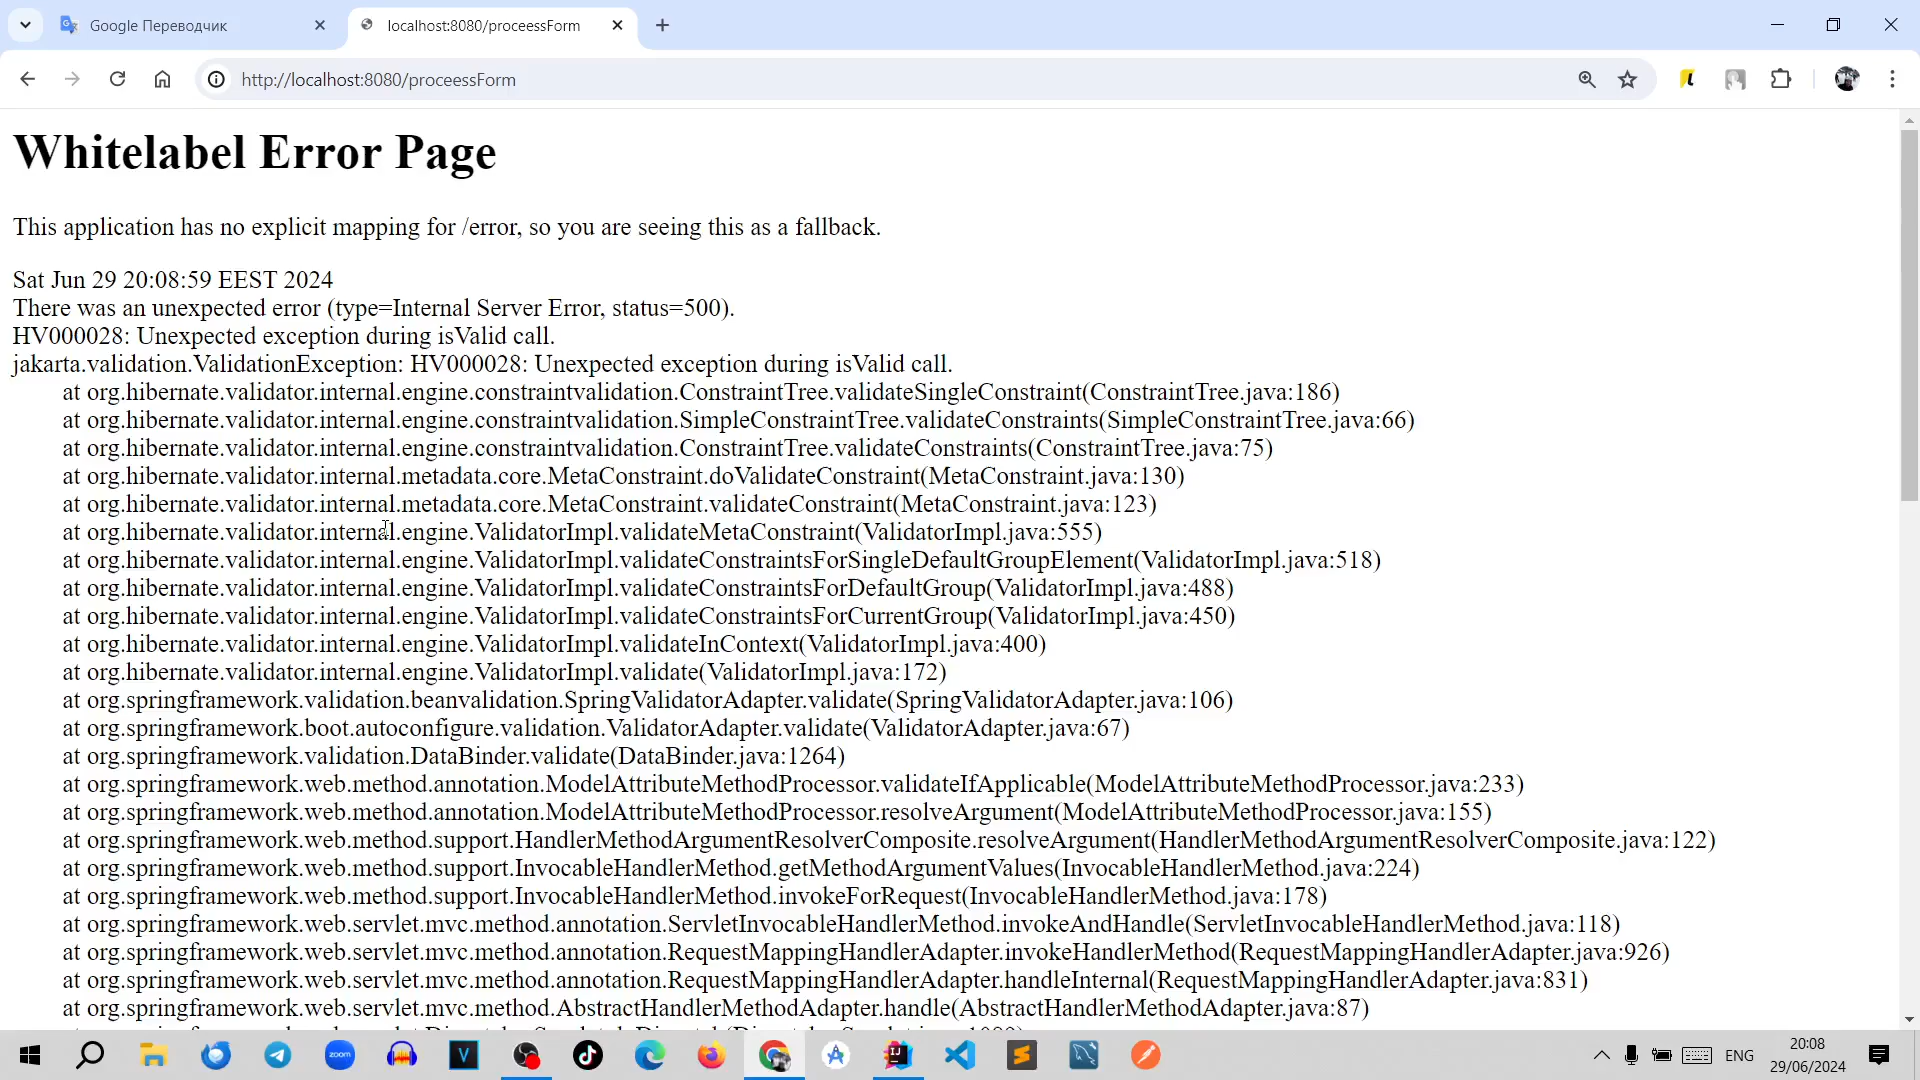 Google Переводчик
localhost:8080/proceessForm
http://localhost:8080/proceessForm
Whitelabel Error Page
This application has no explicit mapping for /error, so you are seeing this as a fallback.
Sat Jun 29 20:08:59 EEST 2024
There was an unexpected error (type=Internal Server Error, status=500).
HV000028: Unexpected exception during isValid call.
jakarta.validation.ValidationException: HV000028: Unexpected exception during isValid call.
at org.hibernate.validator.internal.engine.constraintvalidation.ConstraintTree.validateSingleConstraint(ConstraintTree.java:186)
at org.hibernate.validator.internal.engine.constraintvalidation.SimpleConstraintTree.validateConstraints(SimpleConstraintTree.java:66)
at org.hibernate.validator.internal.engine.constraintvalidation.ConstraintTree.validateConstraints(ConstraintTree.java:75)
at org.hibernate.validator.internal.metadata.core.MetaConstraint.doValidateConstraint(MetaConstraint.java:130)
at org.hibernate.validator.internal.metadata.core.MetaConstraint.validateConstraint(MetaConstraint.java:123)
at org.hibernate.validator.internal.engine.ValidatorImpl.validateMetaConstraint(ValidatorImpl.java:555)
at org.hibernate.validator.internal.engine.ValidatorImpl.validateConstraintsForSingleDefaultGroupElement(ValidatorImpl.java:518)
at org.hibernate.validator.internal.engine.ValidatorImpl.validateConstraintsForDefaultGroup(ValidatorImpl.java:488)
at org.hibernate.validator.internal.engine.ValidatorImpl.validateConstraintsForCurrentGroup(ValidatorImpl.java:450)
at org.hibernate.validator.internal.engine.ValidatorImpl.validateInContext(ValidatorImpl.java:400)
at org.hibernate.validator.internal.engine.ValidatorImpl.validate(ValidatorImpl.java:172)
at org.springframework.validation.beanvalidation.SpringValidatorAdapter.validate(SpringValidatorAdapter.java:106)
at org.springframework.boot.autoconfigure.validation.ValidatorAdapter.validate(ValidatorAdapter.java:67)
at org.springframework.validation.DataBinder.validate(DataBinder.java:1264)
at org.springframework.web.method.annotation.ModelAttributeMethodProcessor.validateIfApplicable(ModelAttributeMethodProcessor.java:233)
at org.springframework.web.method.annotation.ModelAttributeMethodProcessor.resolveArgument(ModelAttributeMethodProcessor.java:155)
at org.springframework.web.method.support.HandlerMethodArgumentResolverComposite.resolveArgument(HandlerMethodArgumentResolverComposite.java:122)
at org.springframework.web.method.support.InvocableHandlerMethod.getMethodArgumentValues(InvocableHandlerMethod.java:224)
at org.springframework.web.method.support.InvocableHandlerMethod.invokeForRequest(InvocableHandlerMethod.java:178)
at org.springframework.web.servlet.mvc.method.annotation.ServletInvocableHandlerMethod.invokeAndHandle(ServletInvocableHandlerMethod.java:118)
at org.springframework.web.servlet.mvc.method.annotation.RequestMappingHandlerAdapter.invokeHandlerMethod(RequestMappingHandlerAdapter.java:926)
at org.springframework.web.servlet.mvc.method.annotation.RequestMappingHandlerAdapter.handleInternal(RequestMappingHandlerAdapter.java:831)
at org.springframework.web.servlet.mvc.method.AbstractHandlerMethodAdapter.handle(AbstractHandlerMethodAdapter.java:87)
zoom
ENG
20:08
29/06/2024